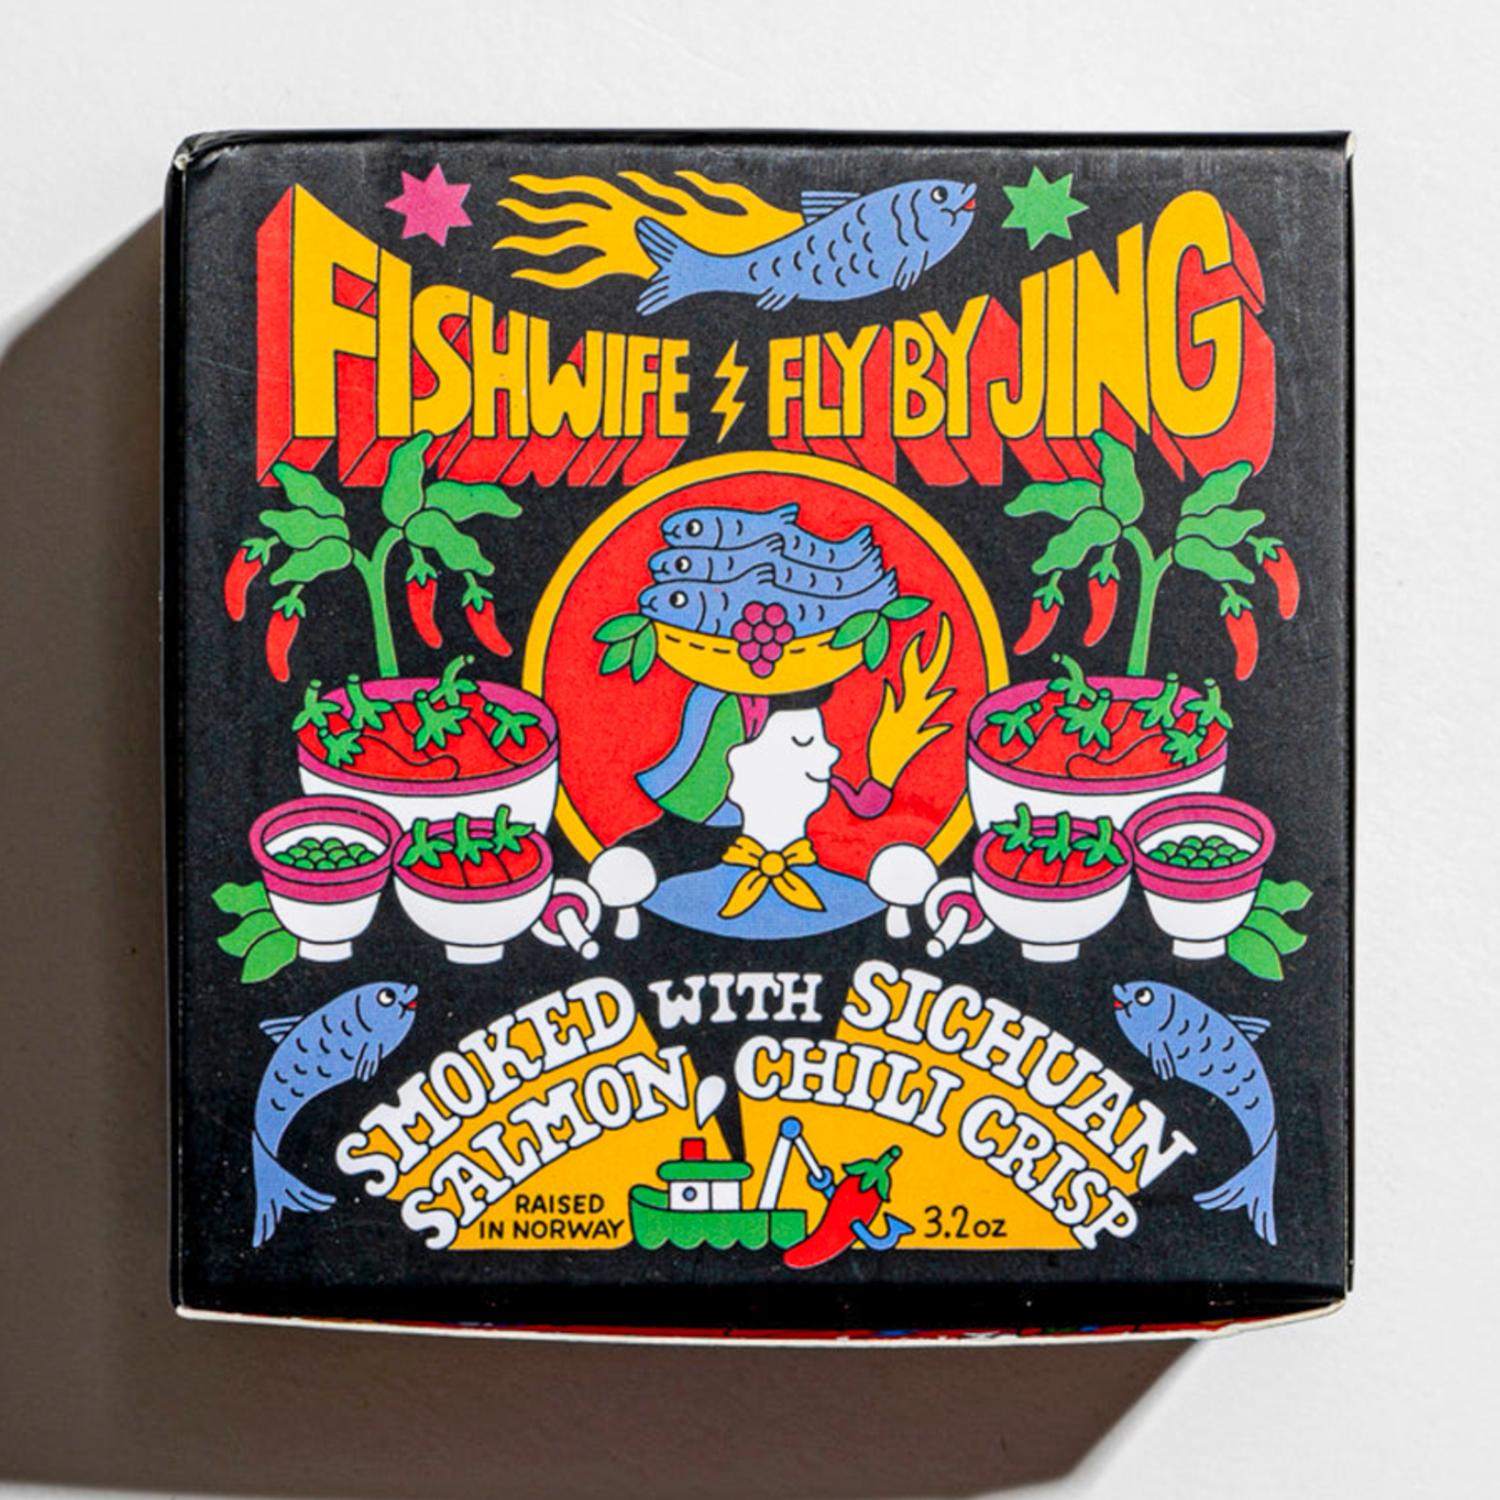 FISHWIFE FLY BY JING
SMOKED WITH SICHUAN
SALMON, CHILI CRISP
RAISED
IN NORWAY
3.2oz